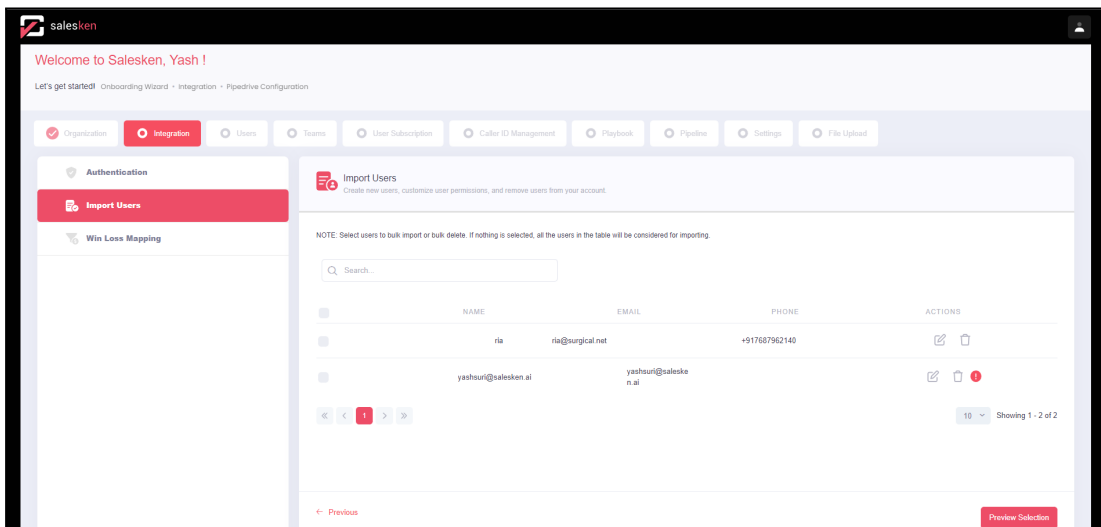 salesken
Welcome to Salesken, Yash !
Let's get started! Onboarding Wizard - Integration - Pipedrive Configuration
Organization Integration Users Teams User Subscription Caller ID Management Playbook Pipeline Settings File Upload
Authentication
Import Users
Win Loss Mapping
Import Users
Create new users, customize user permissions, and remove users from your account.
NOTE: Select users to bulk import or bulk delete. If nothing is selected, all the users in the table will be considered for importing.
Search...
NAME EMAIL PHONE ACTIONS
ria ria@surgical.net +917687962140
yashsuri@salesken.ai yashsuri@saleske
n.ai
« < 1 > » 10 Showing 1 - 2 of 2
← Previous Preview Selection